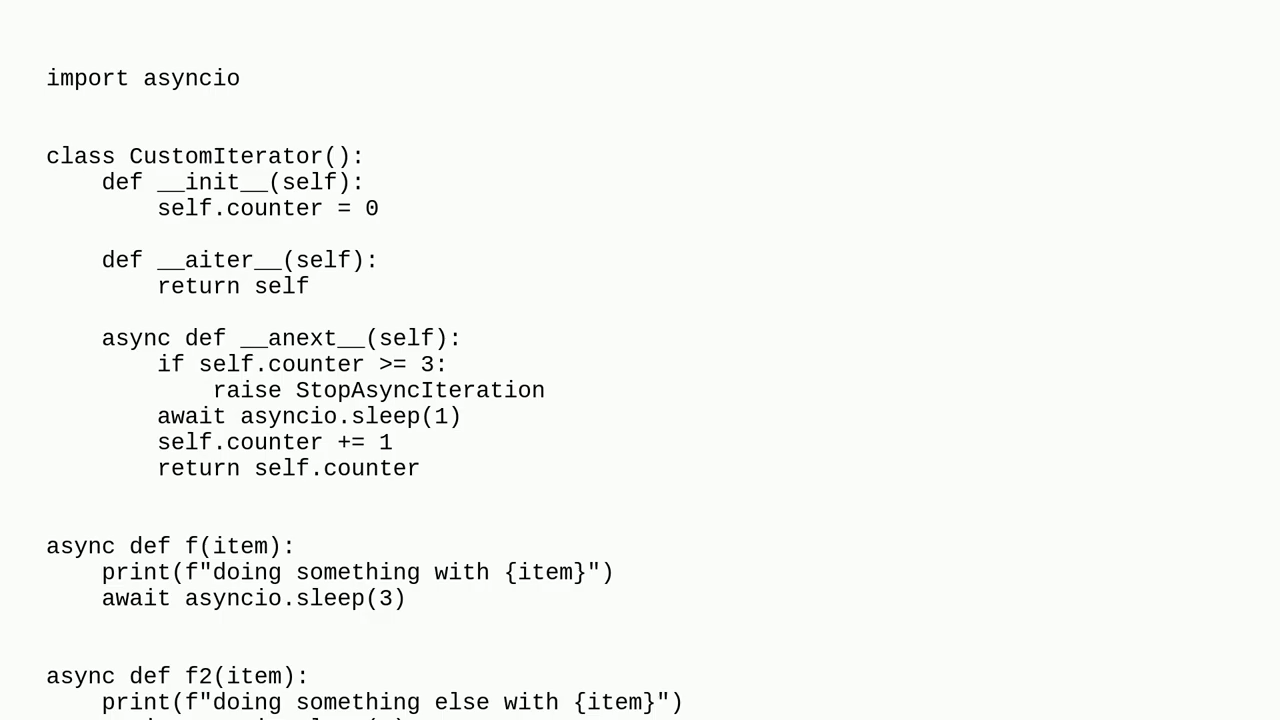 import asyncio
class CustomIterator():
    def __init__(self):
        self.counter = 0
    def __aiter__(self):
        return self
    async def __anext__(self):
        if self.counter >= 3:
            raise StopAsyncIteration
        await asyncio.sleep(1)
        self.counter += 1
        return self.counter
async def f(item):
    print(f"doing something with {item}")
    await asyncio.sleep(3)
async def f2(item):
    print(f"doing something else with {item}")